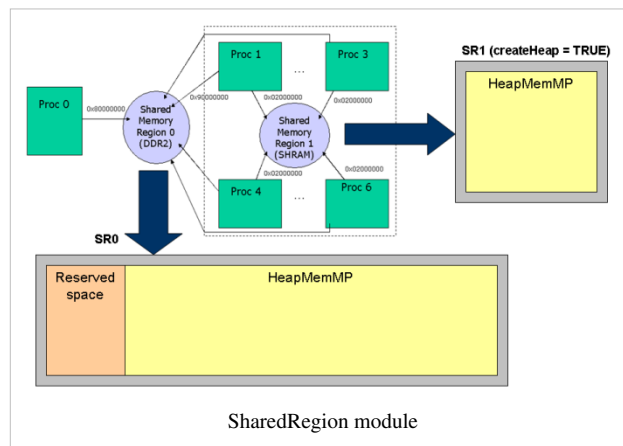 SR1 (createHeap = TRUE)
HeapMemMP
Proc 0
0x80000000
Shared
Memory
Region 0
(DDR2)
Proc 1
...
Proc 3
0x90000000
0x02000000
0x02000000
Shared
Memory
Region 1
(SHRAM)
0x02000000
0x02000000
Proc 4
...
Proc 6
SR0
Reserved
space
HeapMemMP
SharedRegion module